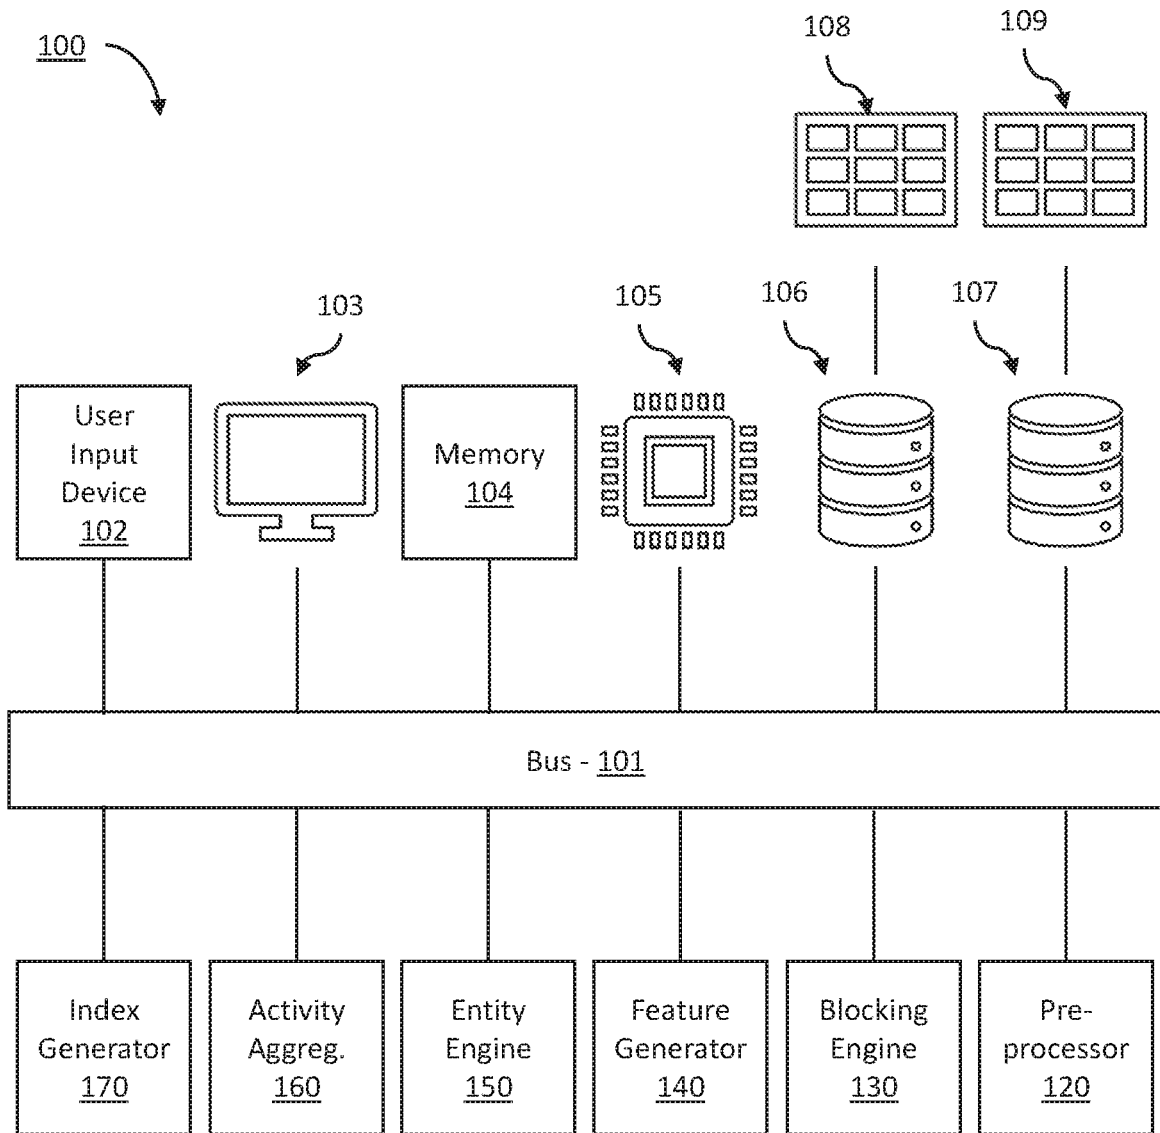 100
108
109
103
105
106
107
User
Input
Device
102
Memory
104
Bus - 101
Index
Generator
170
Activity
Aggreg.
160
Entity
Engine
150
Feature
Generator
140
Blocking
Engine
130
Pre-
processor
120